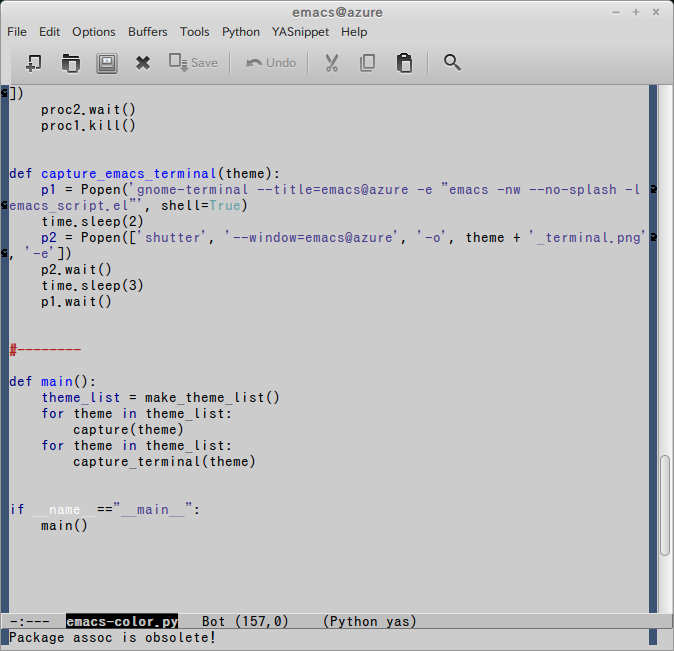 emacs@azure
File Edit Options Buffers Tools Python YASnippet Help
Save Undo
])
    proc2.wait()
    proc1.kill()
def capture_emacs_terminal(theme):
    p1 = Popen('gnome-terminal --title=emacs@azure -e "emacs -nw --no-splash -l
emacs_script.el"', shell=True)
    time.sleep(2)
    p2 = Popen(['shutter', '--window=emacs@azure', '-o', theme + '_terminal.png'
, '-e'])
    p2.wait()
    time.sleep(3)
    p1.wait()
#--------
def main():
    theme_list = make_theme_list()
    for theme in theme_list:
        capture(theme)
    for theme in theme_list:
        capture_terminal(theme)
if __name__=="__main__":
    main()
-:--- emacs-color.py Bot (157,0) (Python yas)
Package assoc is obsolete!